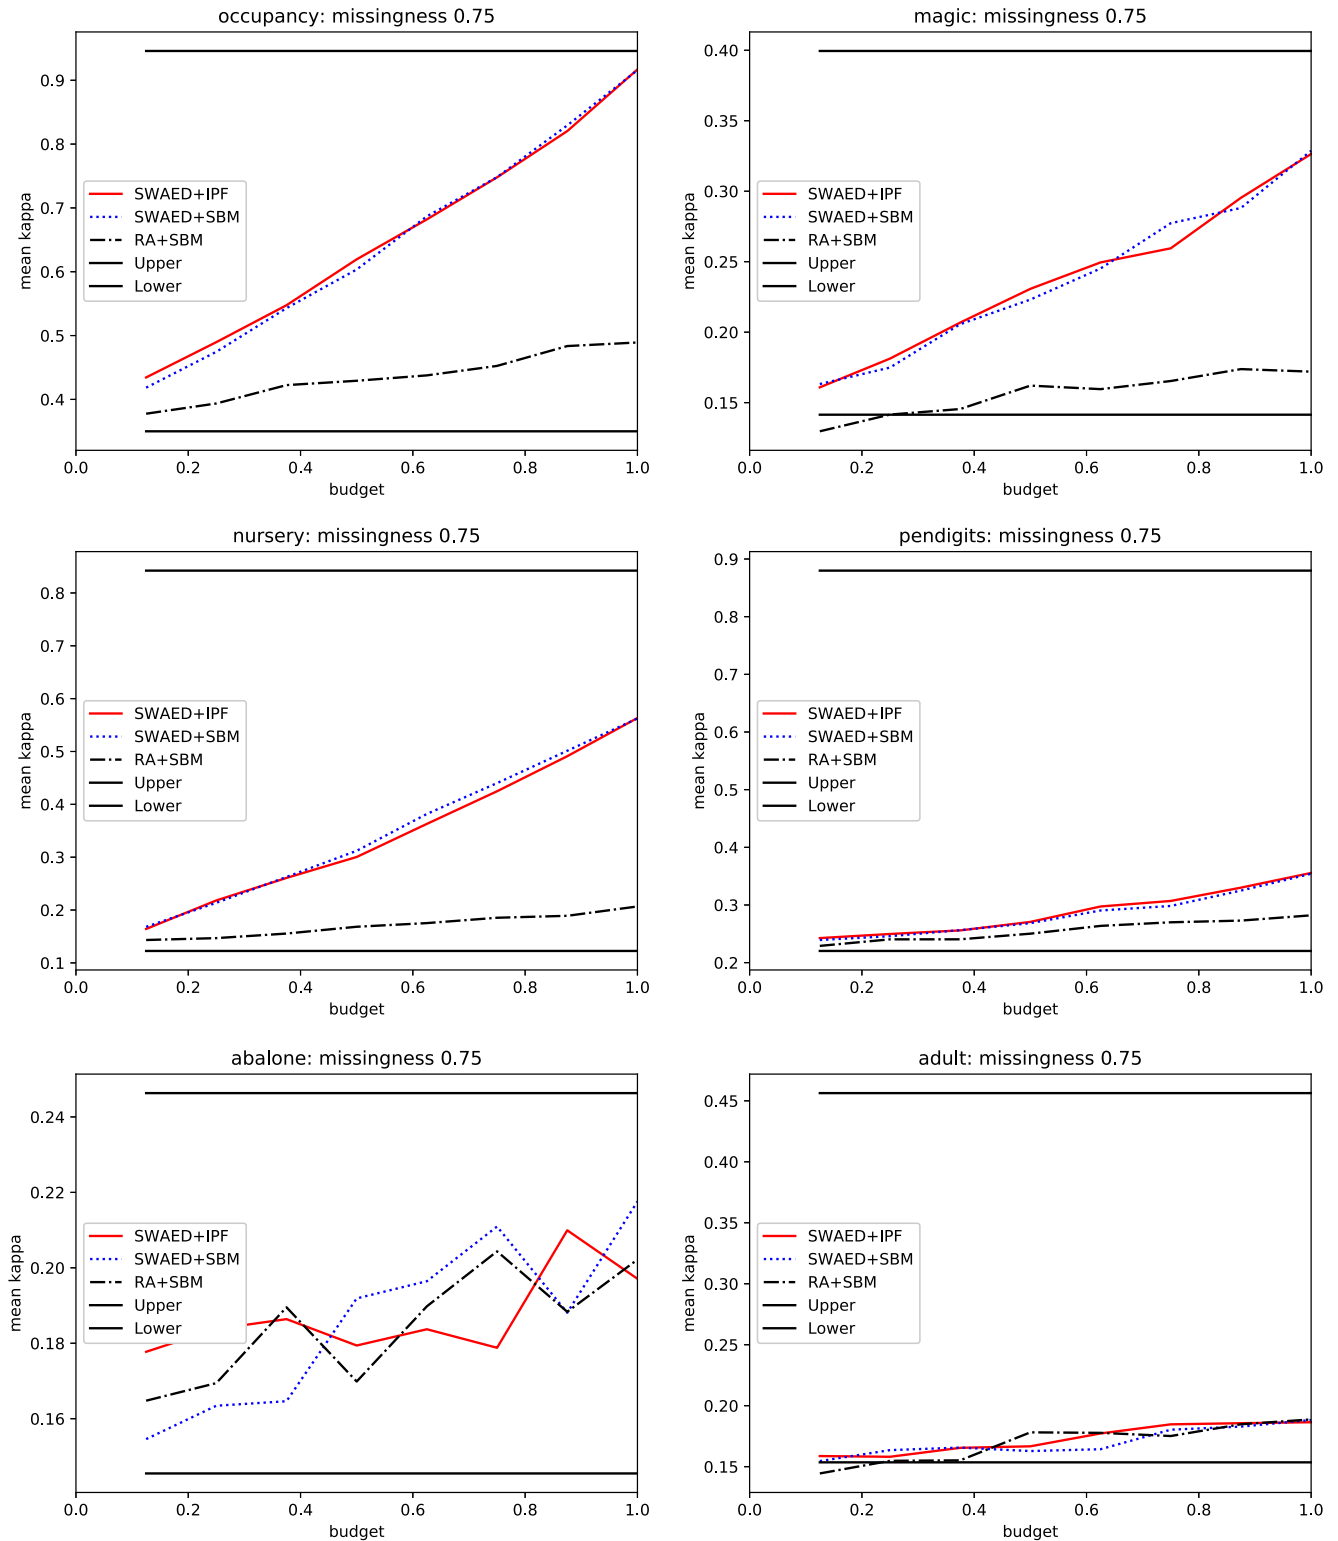 occupancy: missingness 0.75
mean kappa
0.9
0.8
0.7
0.6
0.5
0.4
SWAED+IPF
SWAED+SBM
RA+SBM
Upper
Lower
0.0 0.2 0.4 0.6 0.8 1.0
budget
magic: missingness 0.75
mean kappa
0.40
0.35
0.30
0.25
0.20
0.15
SWAED+IPF
SWAED+SBM
RA+SBM
Upper
Lower
0.0 0.2 0.4 0.6 0.8 1.0
budget
nursery: missingness 0.75
mean kappa
0.8
0.7
0.6
0.5
0.4
0.3
0.2
0.1
SWAED+IPF
SWAED+SBM
RA+SBM
Upper
Lower
0.0 0.2 0.4 0.6 0.8 1.0
budget
pendigits: missingness 0.75
mean kappa
0.9
0.8
0.7
0.6
0.5
0.4
0.3
0.2
SWAED+IPF
SWAED+SBM
RA+SBM
Upper
Lower
0.0 0.2 0.4 0.6 0.8 1.0
budget
abalone: missingness 0.75
mean kappa
0.24
0.22
0.20
0.18
0.16
SWAED+IPF
SWAED+SBM
RA+SBM
Upper
Lower
0.0 0.2 0.4 0.6 0.8 1.0
budget
adult: missingness 0.75
mean kappa
0.45
0.40
0.35
0.30
0.25
0.20
0.15
SWAED+IPF
SWAED+SBM
RA+SBM
Upper
Lower
0.0 0.2 0.4 0.6 0.8 1.0
budget